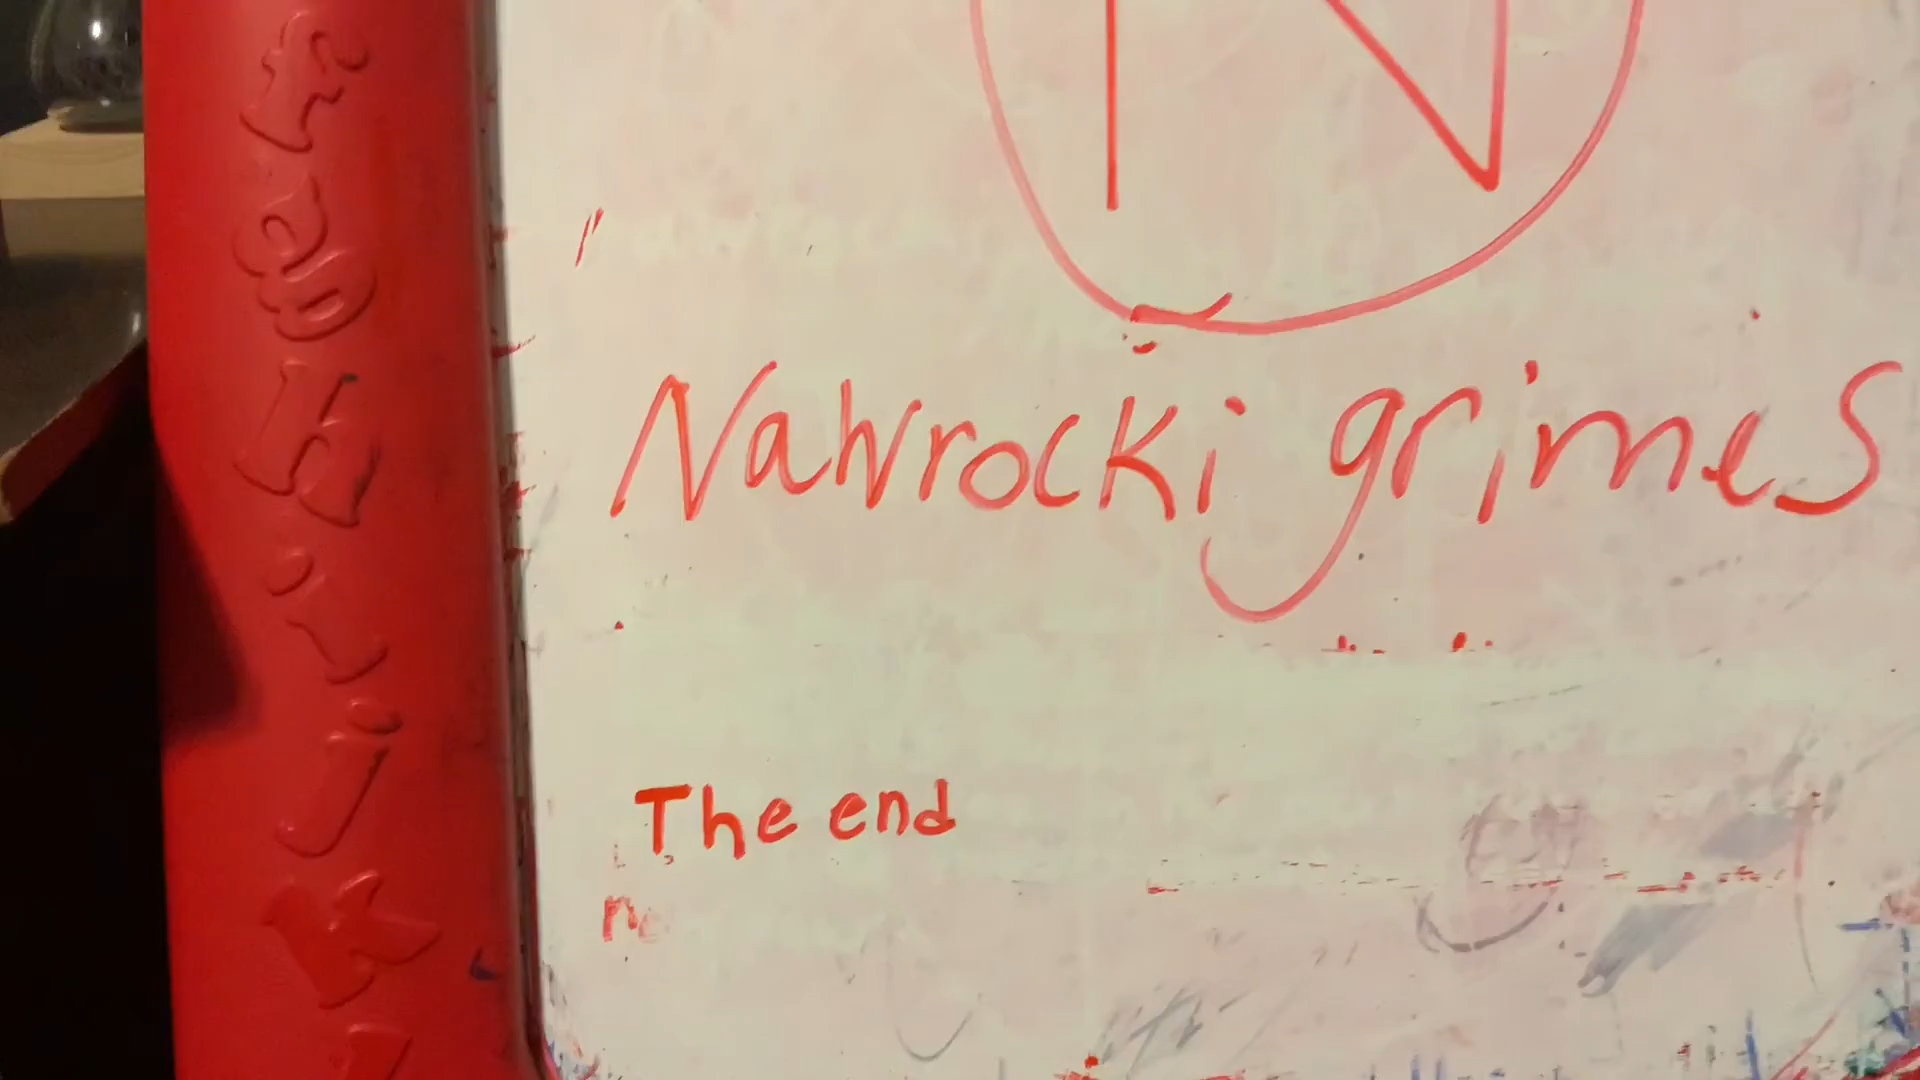 N
Nawrocki grimes
The end